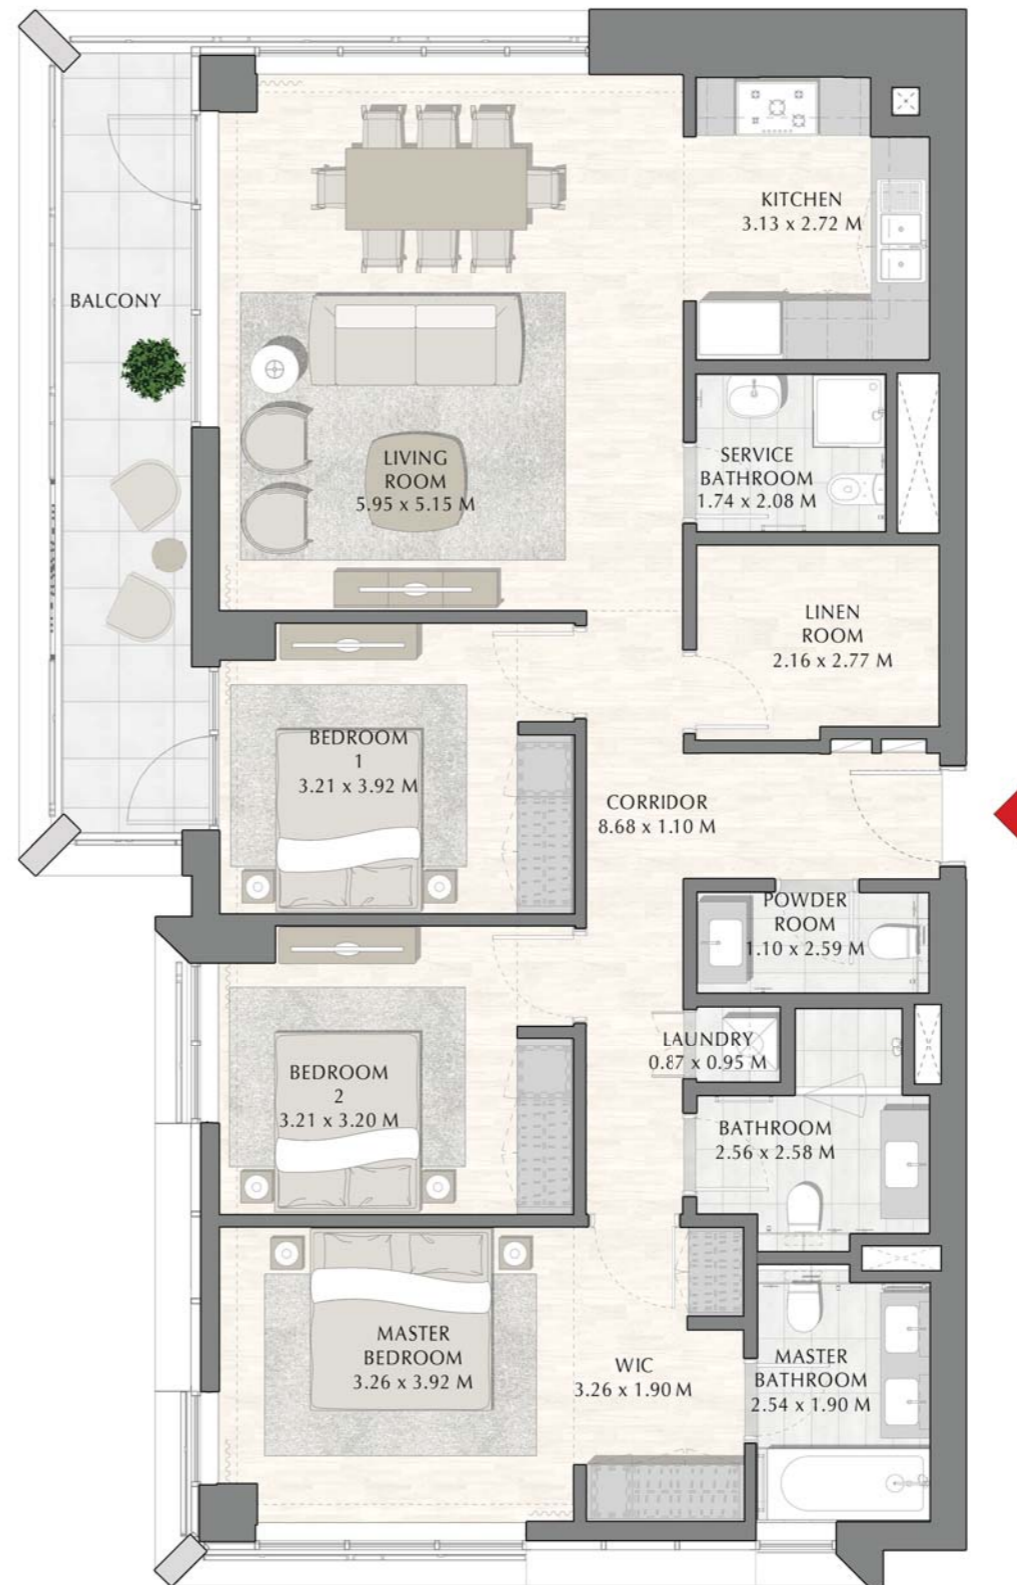 KITCHEN
3.13 x 2.72 M
BALCONY
LIVING
ROOM
5.95 x 5.15 M
SERVICE
BATHROOM
1.74 x 2.08 M
LINEN
ROOM
2.16 x 2.77 M
BEDROOM
1
3.21 x 3.92 M
CORRIDOR
8.68 x 1.10 M
POWDER
ROOM
1.10 x 2.59 M
LAUNDRY
0.87 x 0.95 M
BEDROOM
2
3.21 x 3.20 M
BATHROOM
2.56 x 2.58 M
MASTER
BEDROOM
3.26 x 3.92 M
WIC
3.26 x 1.90 M
MASTER
BATHROOM
2.54 x 1.90 M